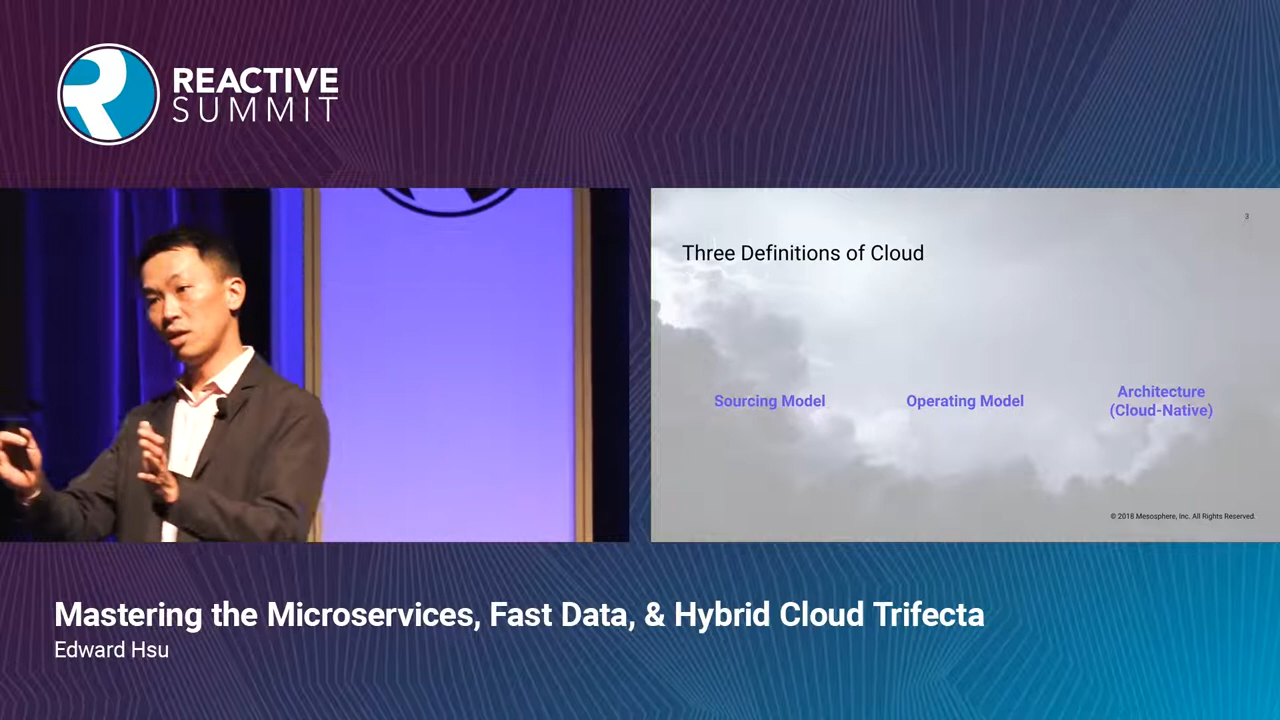 REACTIVE
SUMMIT
3
Three Definitions of Cloud
Sourcing Model
Operating Model
Architecture
(Cloud-Native)
© 2018 Mesosphere, Inc. All Rights Reserved.
Mastering the Microservices, Fast Data, & Hybrid Cloud Trifecta
Edward Hsu